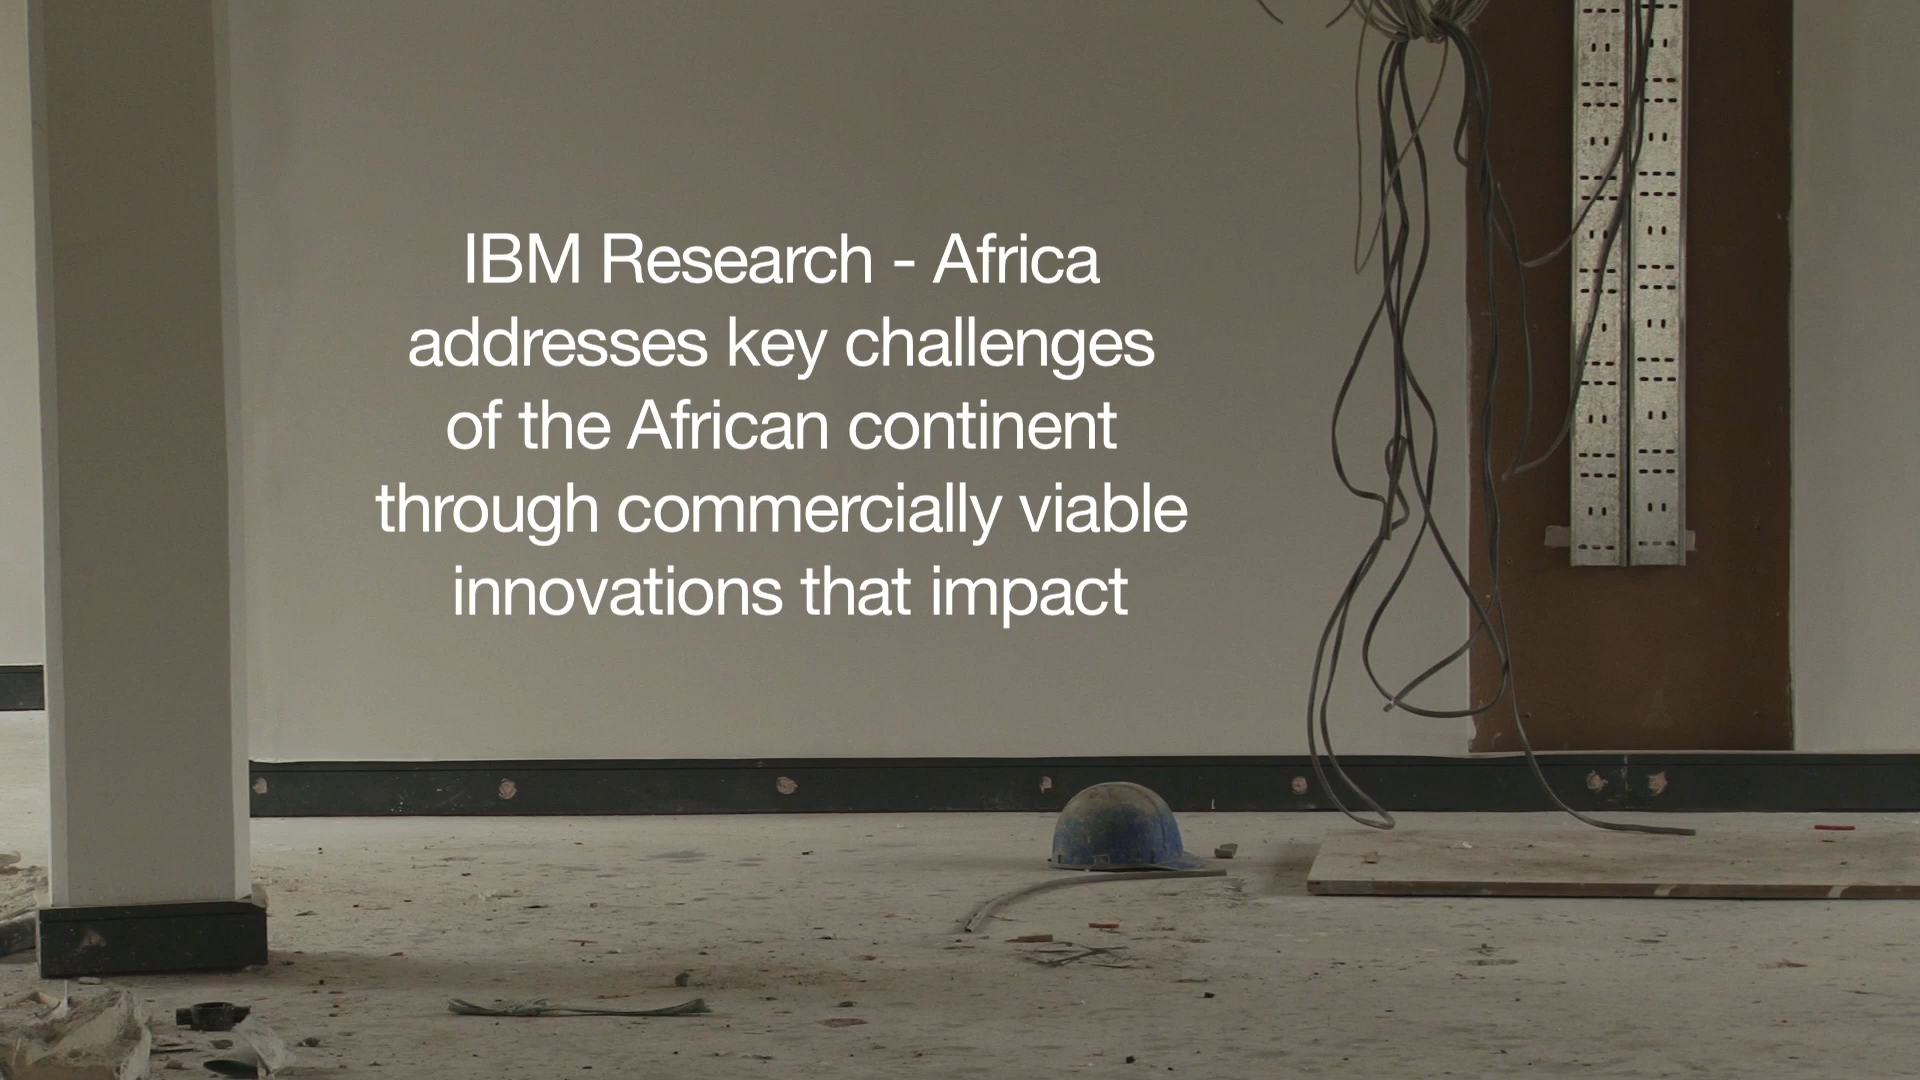 IBM Research - Africa
addresses key challenges
of the African continent
through commercially viable
innovations that impact